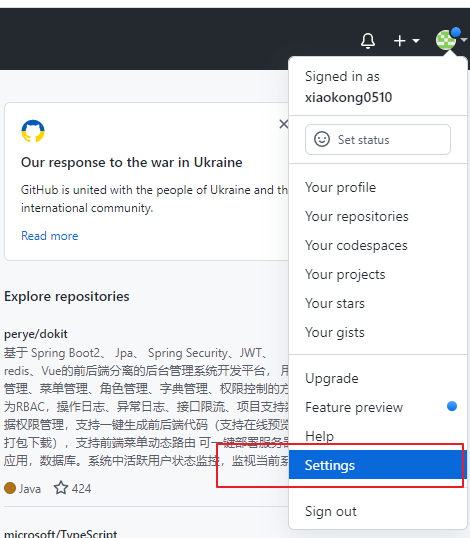 Signed in as
xiaokong0510
Set status
Your profile
Your repositories
Your codespaces
Your projects
Your stars
Your gists
Upgrade
Feature preview
Help
Settings
Sign out
Our response to the war in Ukraine
GitHub is united with the people of Ukraine and th
international community.
Read more
Explore repositories
perye/dokit
基于 Spring Boot2、 Jpa、 Spring Security、JWT、
redis、Vue的前后端分离的后台管理系统开发平台， 用
管理、菜单管理、角色管理、字典管理、权限控制的方
为RBAC，操作日志、异常日志、接口限流、项目支持数
据权限管理，支持一键生成前后端代码（支持在线预览
打包下载），支持前端菜单动态路由 可一键部署服务器
应用，数据库。系统中活跃用户状态监控，监视当前系
Java
424
microsoft/TypeScript